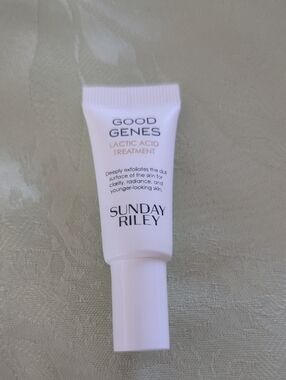 GOOD
GENES
LACTIC ACID
TREATMENT
Deeply exfoliates the dull
surface of the skin for
clarity, radiance, and
younger-looking skin.
SUNDAY
RILEY